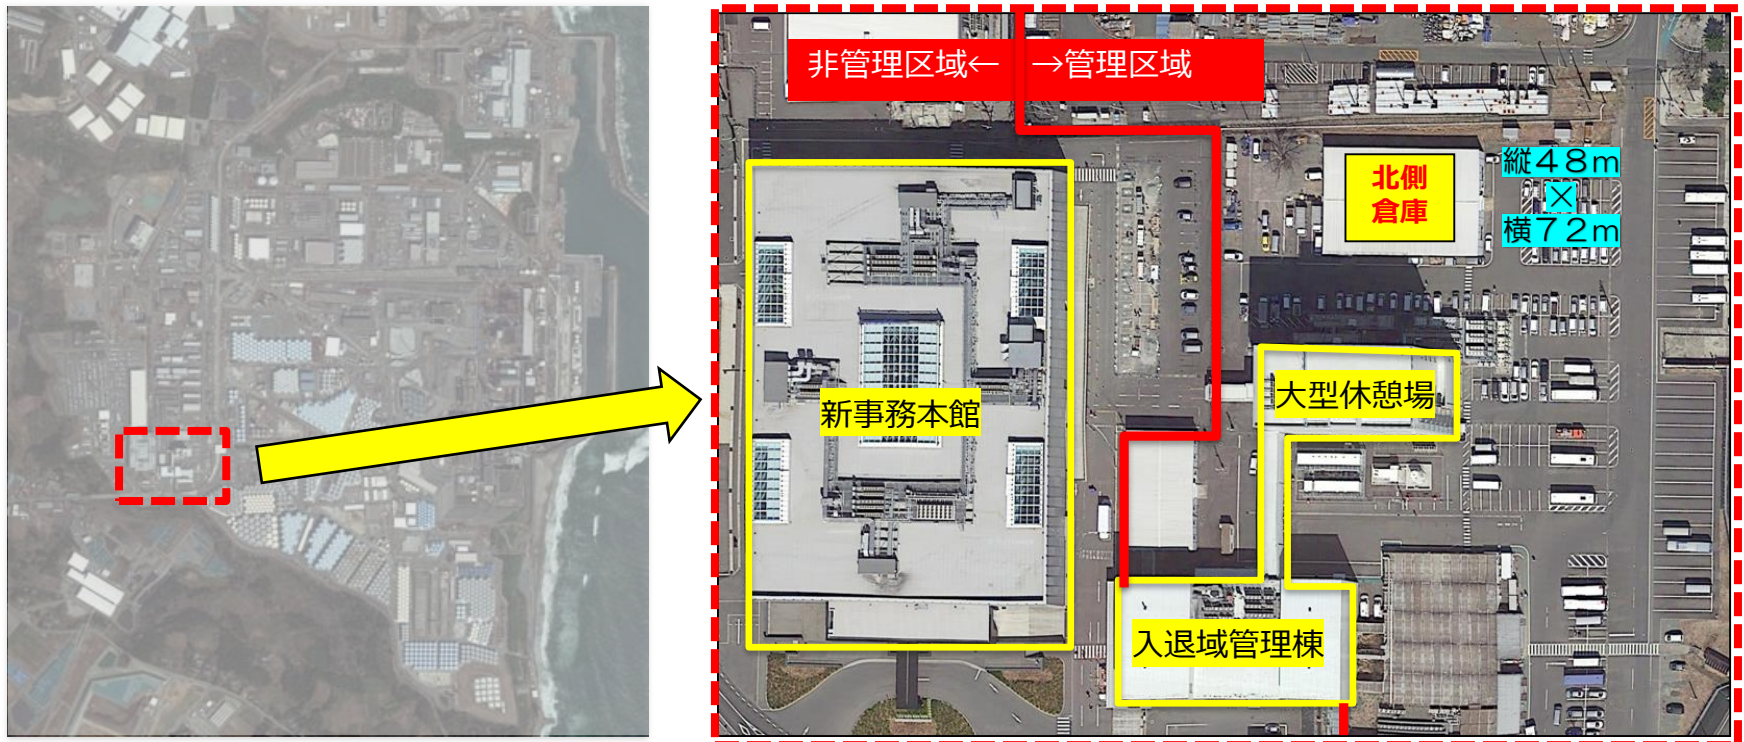 非管理区域← →管理区域
北側
倉庫
縦48m
×
横72m
大型休憩場
新事務本館
入退域管理棟